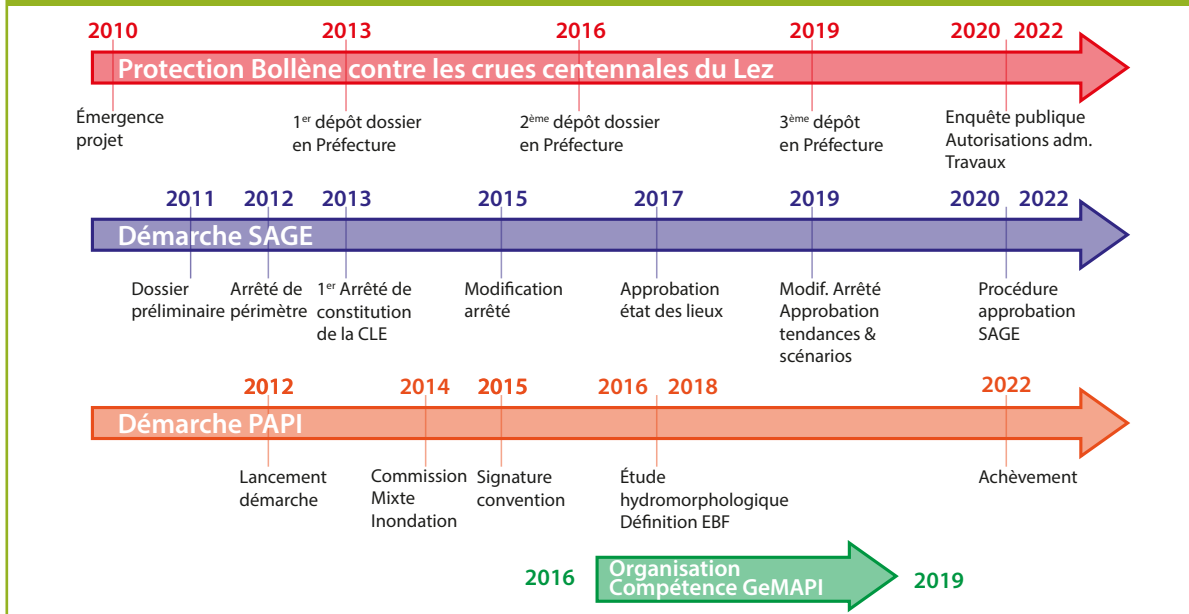 2010 2013 2016 2019 2020 2022
Protection Bollène contre les crues centennales du Lez
Émergence
projet
1er dépôt dossier
en Préfecture
2ème dépôt dossier
en Préfecture
3ème dépôt
en Préfecture
Enquête publique
Autorisations adm.
Travaux
2011 2012 2013 2015 2017 2019 2020 2022
Démarche SAGE
Dossier
préliminaire
Arrêté de
périmètre
1er Arrêté de
constitution
de la CLE
Modification
arrêté
Approbation
état des lieux
Modif. Arrêté
Approbation
tendances &
scénarios
Procédure
approbation
SAGE
2012 2014 2015 2016 2018 2022
Démarche PAPI
Lancement
démarche
Commission
Mixte
Inondation
Signature
convention
Étude
hydromorphologique
Définition EBF
Achèvement
2016
Organisation
Compétence GeMAPI
2019